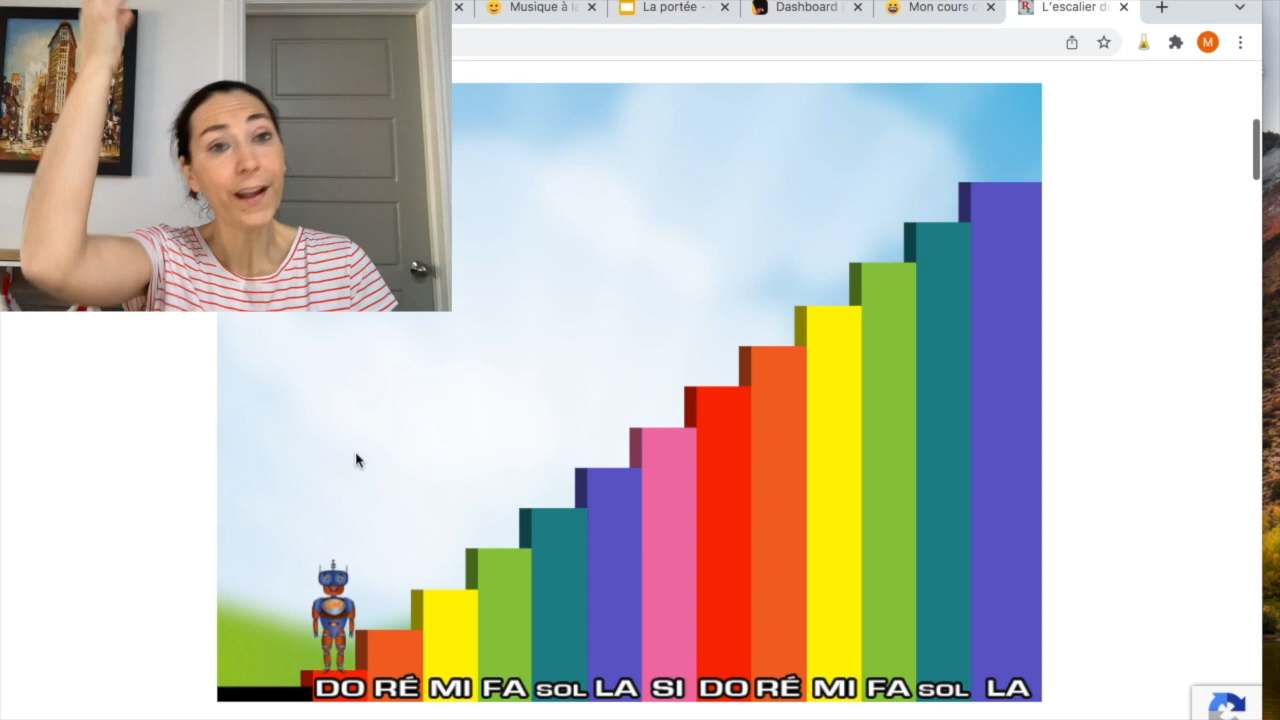 Musique à la
La portée -
Dashboard
Mon cours c
L'escalier du
M
DO RÉ MI FA SOL LA SI DO RÉ MI FA SOL LA